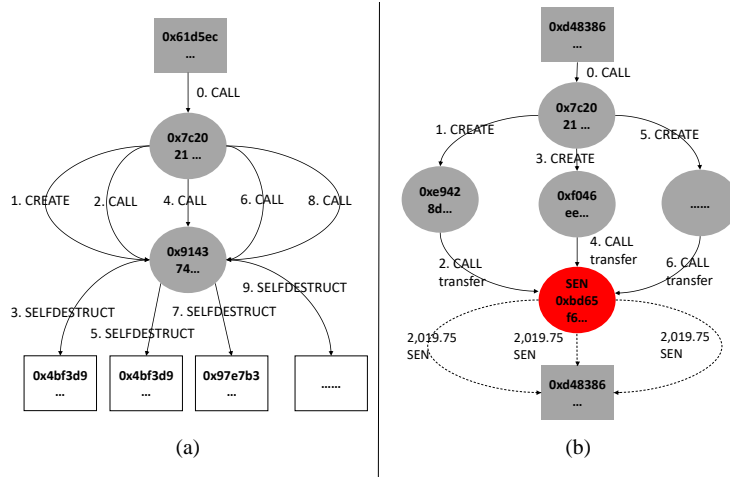 0x61d5ec
...
0. CALL
0x7c20
21 ...
1. CREATE
2. CALL
4. CALL
6. CALL
8. CALL
0x9143
74...
3. SELFDESTRUCT
5. SELFDESTRUCT
7. SELFDESTRUCT
9. SELFDESTRUCT
0x4bf3d9
...
0x4bf3d9
...
0x97e7b3
...
......
(a)
0xd48386
...
0. CALL
0x7c20
21 ...
1. CREATE
3. CREATE
5. CREATE
0xe942
8d...
0xf046
ee...
......
2. CALL
transfer
4. CALL
transfer
6. CALL
transfer
SEN
0xbd65
f6...
2,019.75
SEN
2,019.75
SEN
2,019.75
SEN
0xd48386
...
(b)